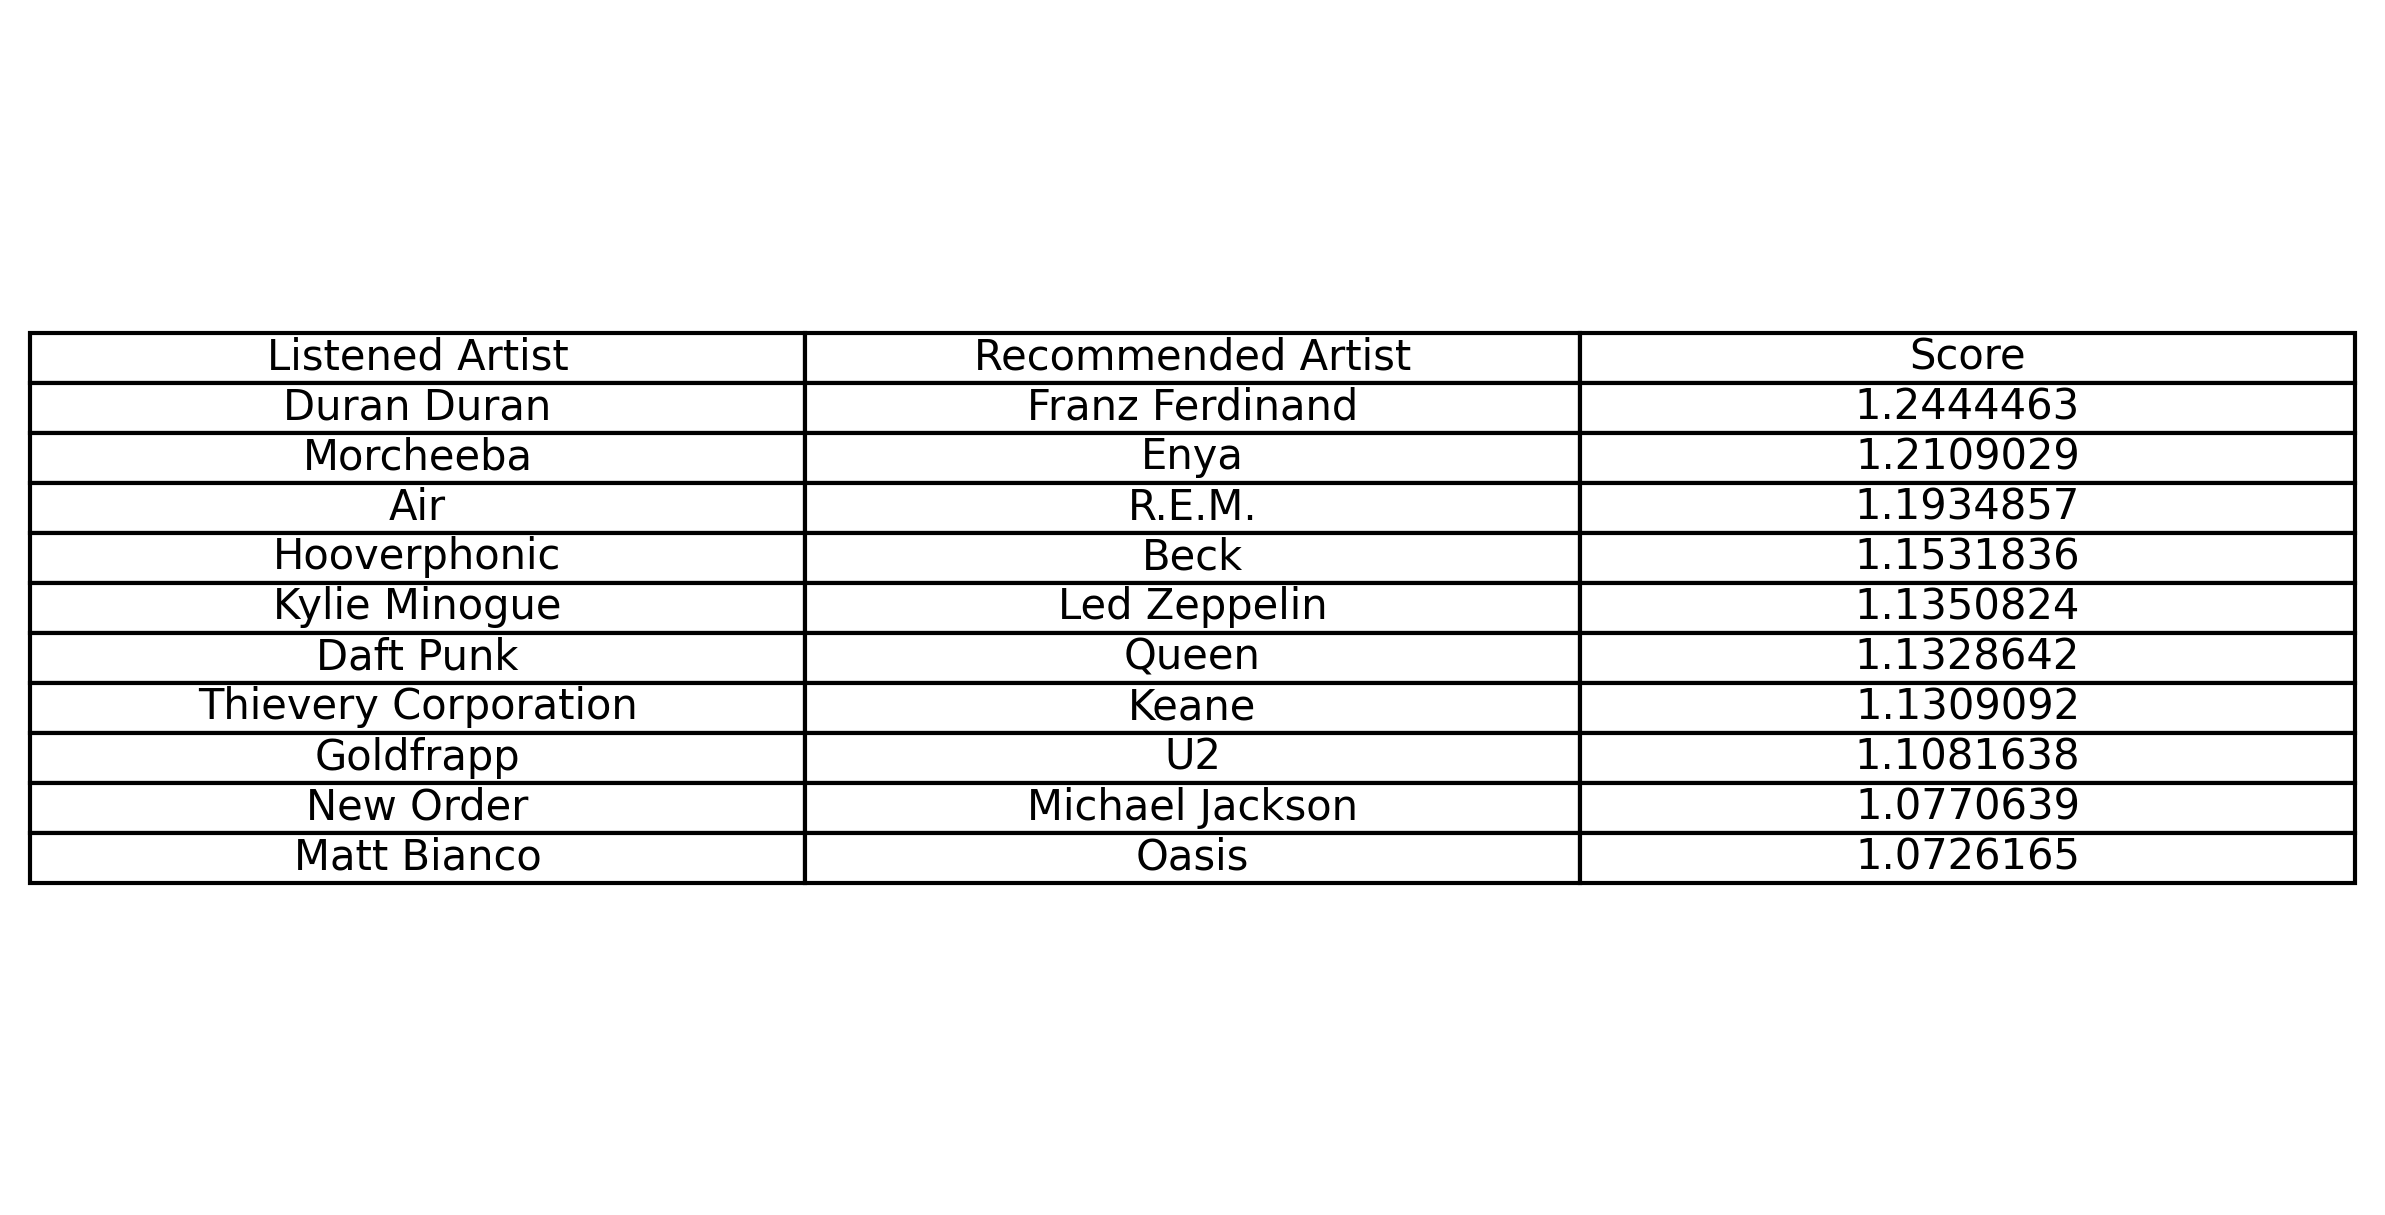 Listened Artist Recommended Artist Score
Duran Duran Franz Ferdinand 1.2444463
Morcheeba Enya 1.2109029
Air R.E.M. 1.1934857
Hooverphonic Beck 1.1531836
Kylie Minogue Led Zeppelin 1.1350824
Daft Punk Queen 1.1328642
Thievery Corporation Keane 1.1309092
Goldfrapp U2 1.1081638
New Order Michael Jackson 1.0770639
Matt Bianco Oasis 1.0726165